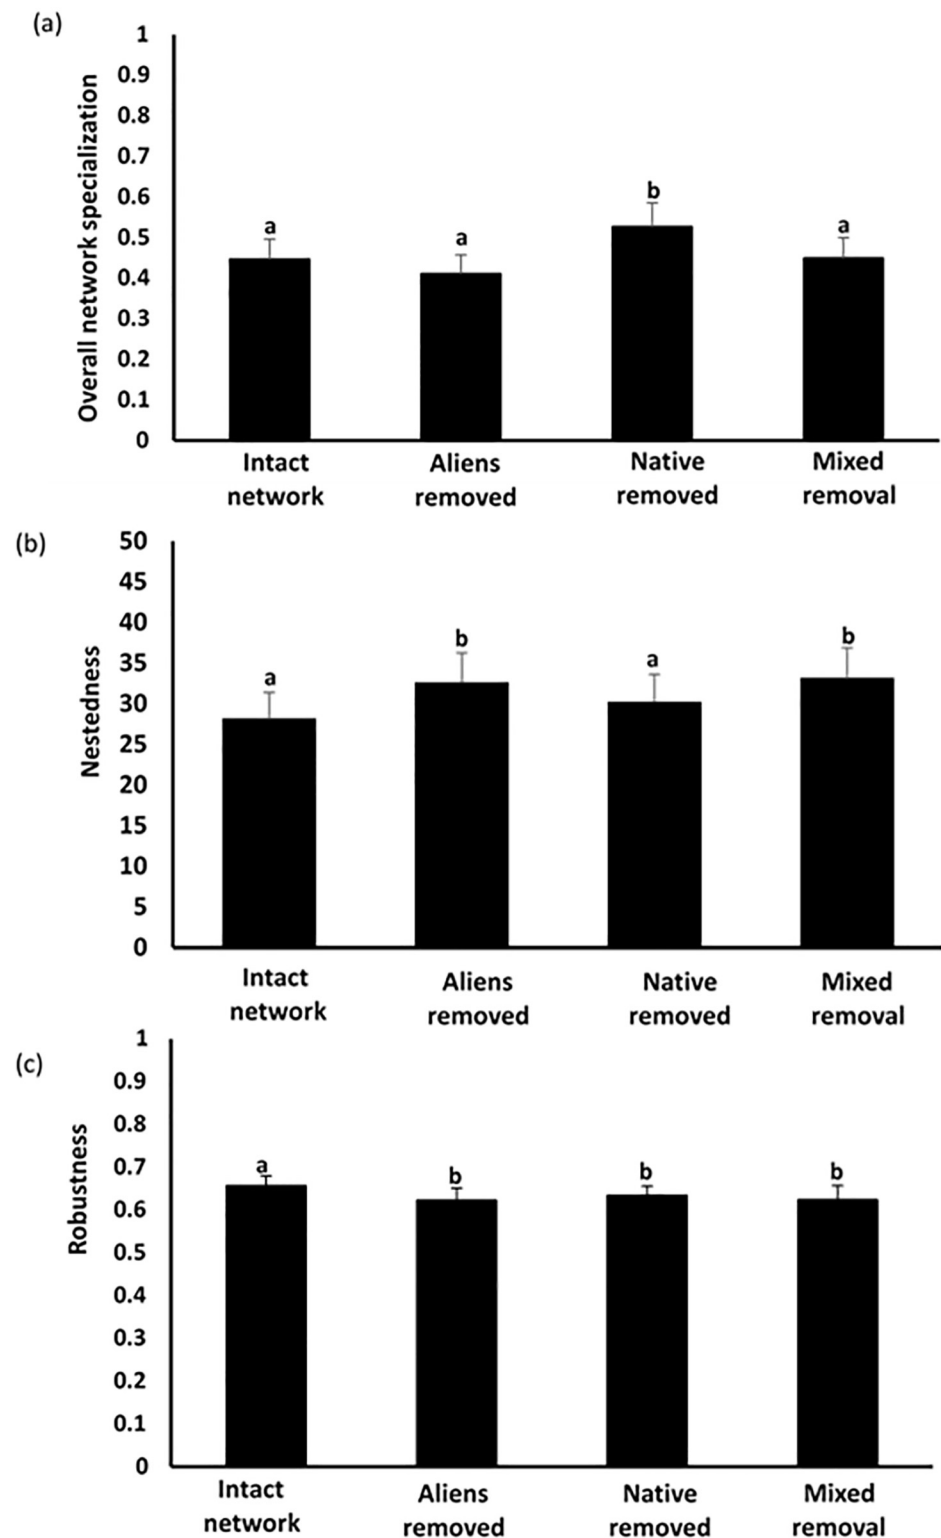 (a)
Overall network specialization
1
0.9
0.8
0.7
0.6
0.5
0.4
0.3
0.2
0.1
0
a
a
b
a
Intact
network
Aliens
removed
Native
removed
Mixed
removal
(b)
Nestedness
50
45
40
35
30
25
20
15
10
5
0
a
b
a
b
Intact
network
Aliens
removed
Native
removed
Mixed
removal
(c)
Robustness
1
0.9
0.8
0.7
0.6
0.5
0.4
0.3
0.2
0.1
0
a
b
b
b
Intact
network
Aliens
removed
Native
removed
Mixed
removal